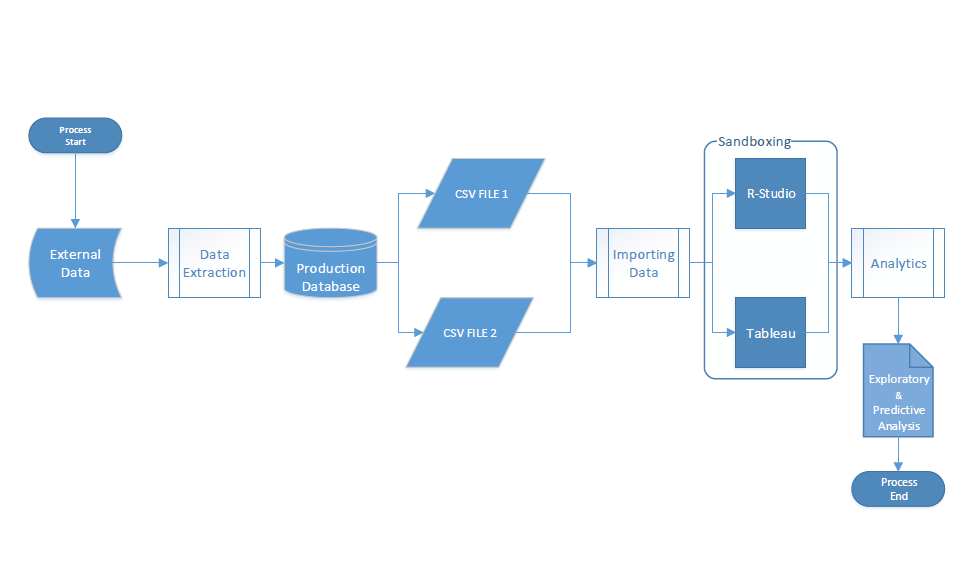 Process
Start
External
Data
Data
Extraction
Production
Database
CSV FILE 1
CSV FILE 2
Importing
Data
Sandboxing
R-Studio
Tableau
Analytics
Exploratory
&
Predictive
Analysis
Process
End